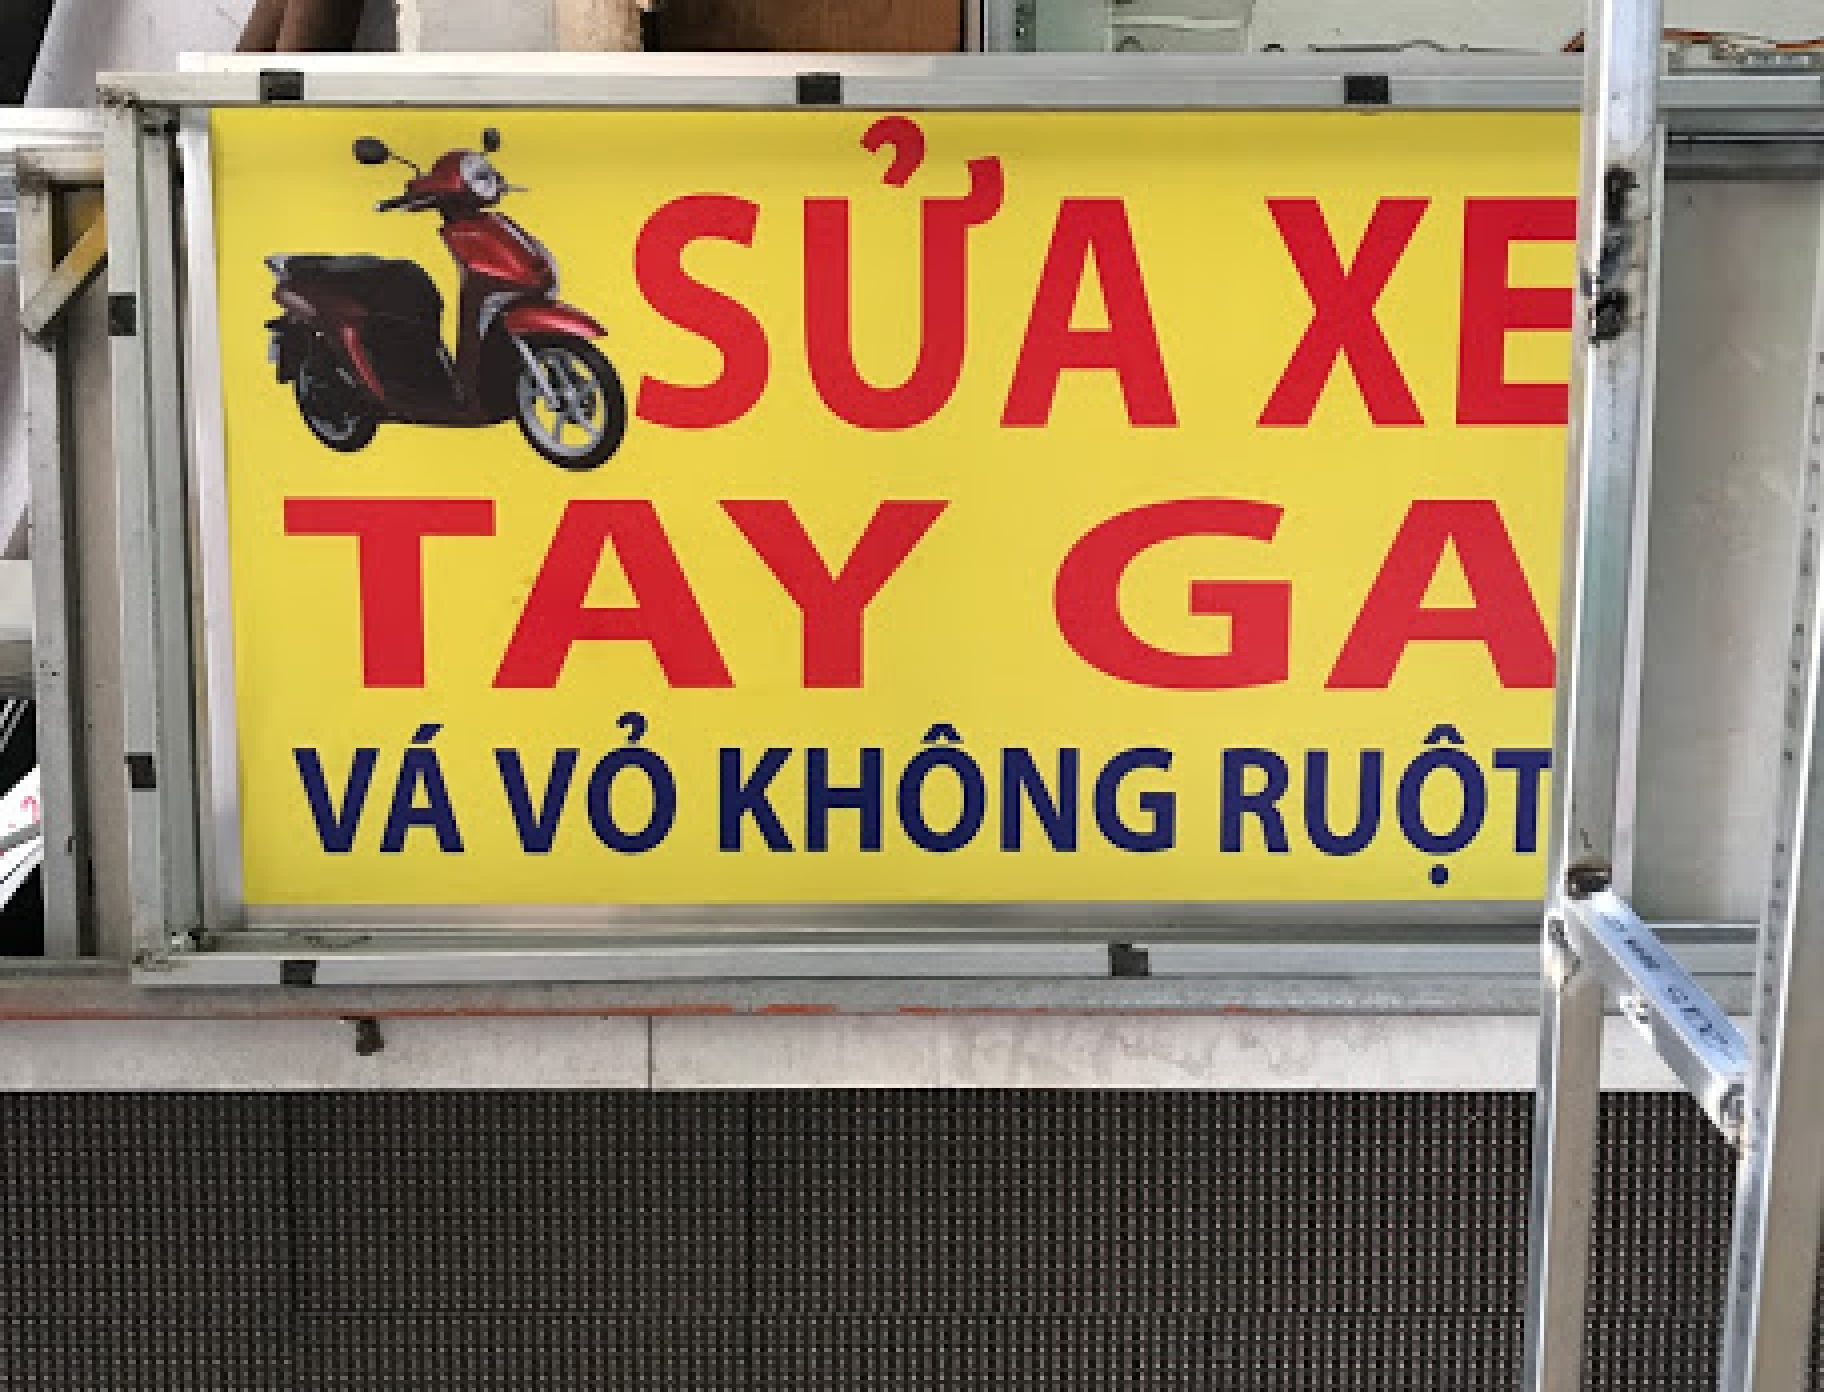 SỬA XE
TAY GA
VÁ VỎ KHÔNG RUỘT